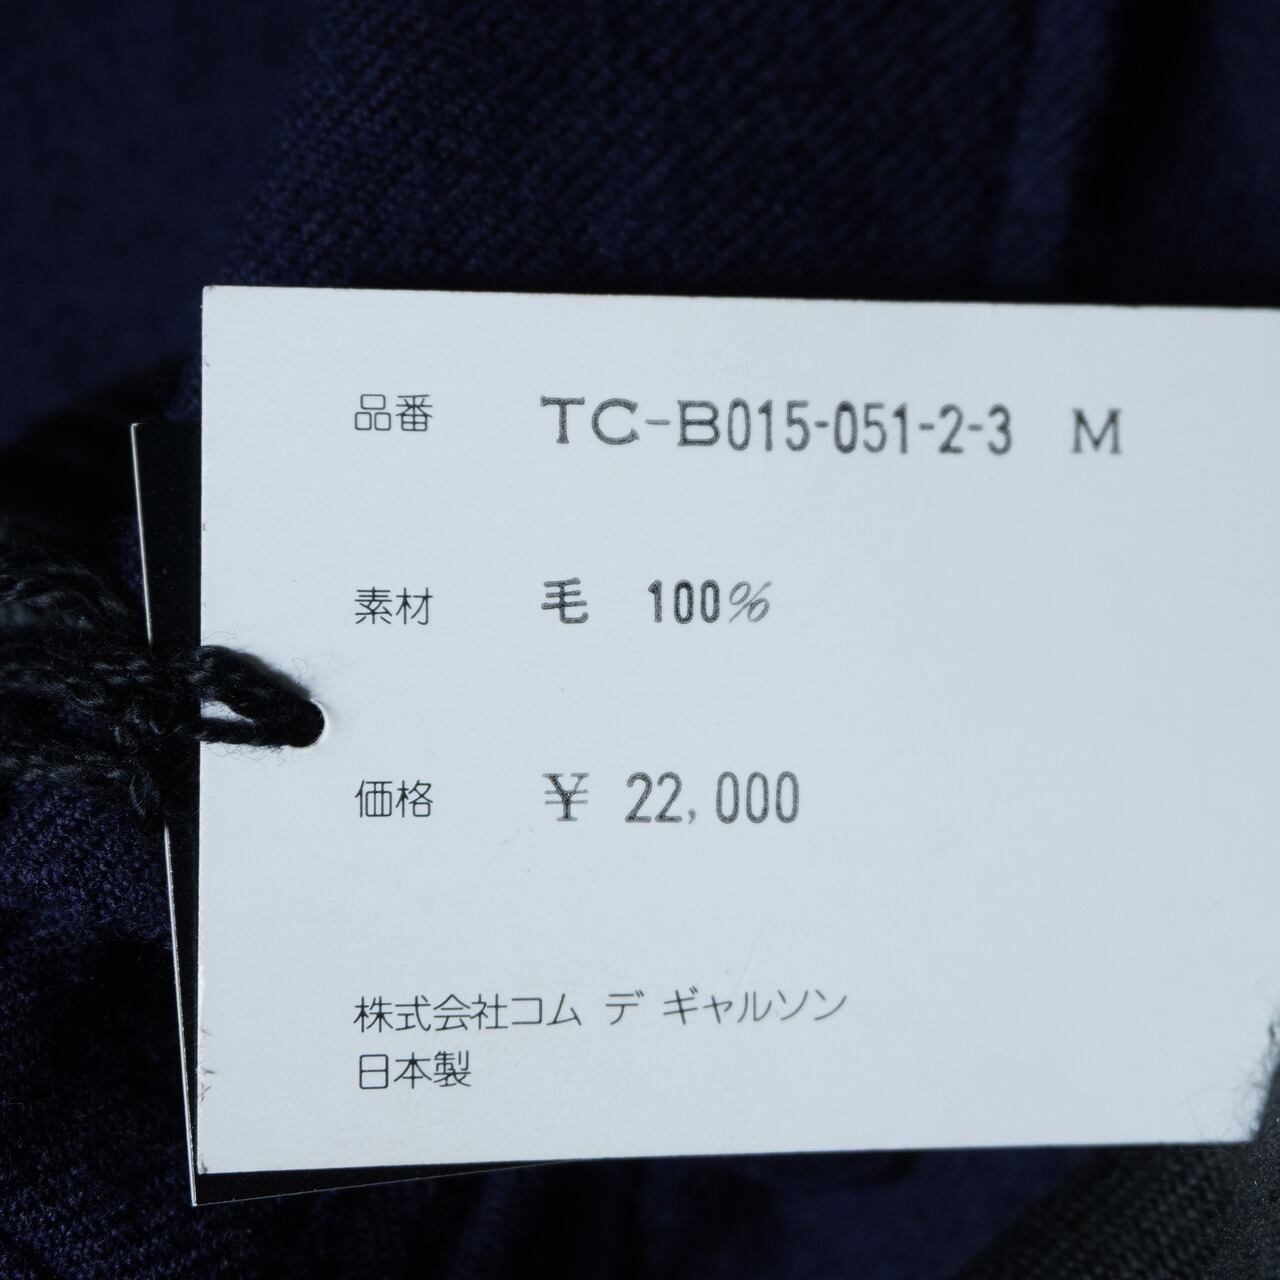 品番 TC-B015-051-2-3 M
素材 毛 100%
価格 ¥ 22,000
株式会社コム デ ギャルソン
日本製